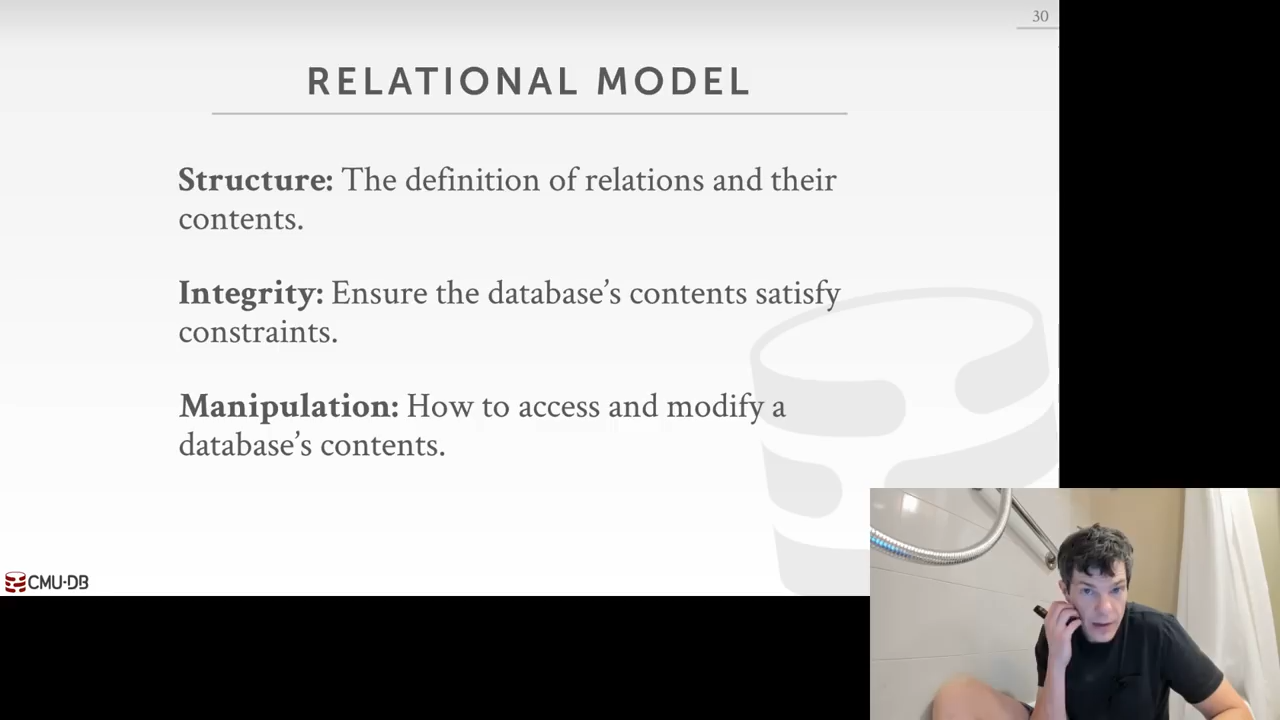 30
RELATIONAL MODEL
Structure: The definition of relations and their
contents.
Integrity: Ensure the database’s contents satisfy
constraints.
Manipulation: How to access and modify a
database’s contents.
CMU·DB